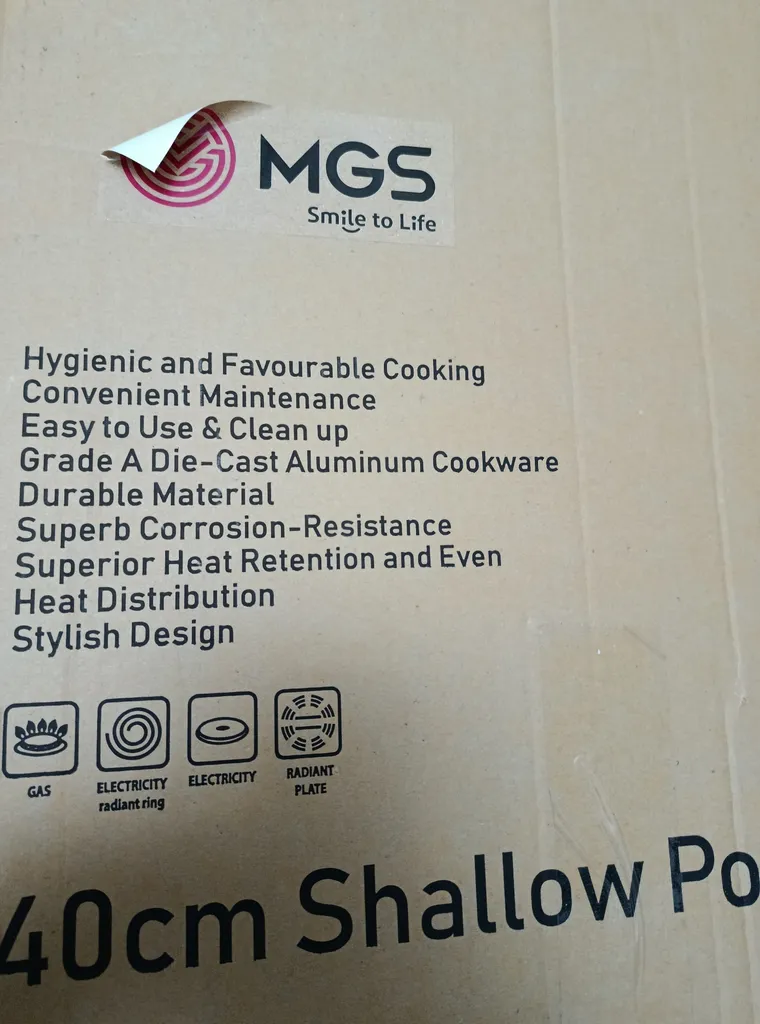 MGS
Smile to Life
Hygienic and Favourable Cooking
Convenient Maintenance
Easy to Use & Clean up
Grade A Die-Cast Aluminum Cookware
Durable Material
Superb Corrosion-Resistance
Superior Heat Retention and Even
Heat Distribution
Stylish Design
GAS
ELECTRICITY
radiant ring
ELECTRICITY
RADIANT
PLATE
40cm Shallow Po